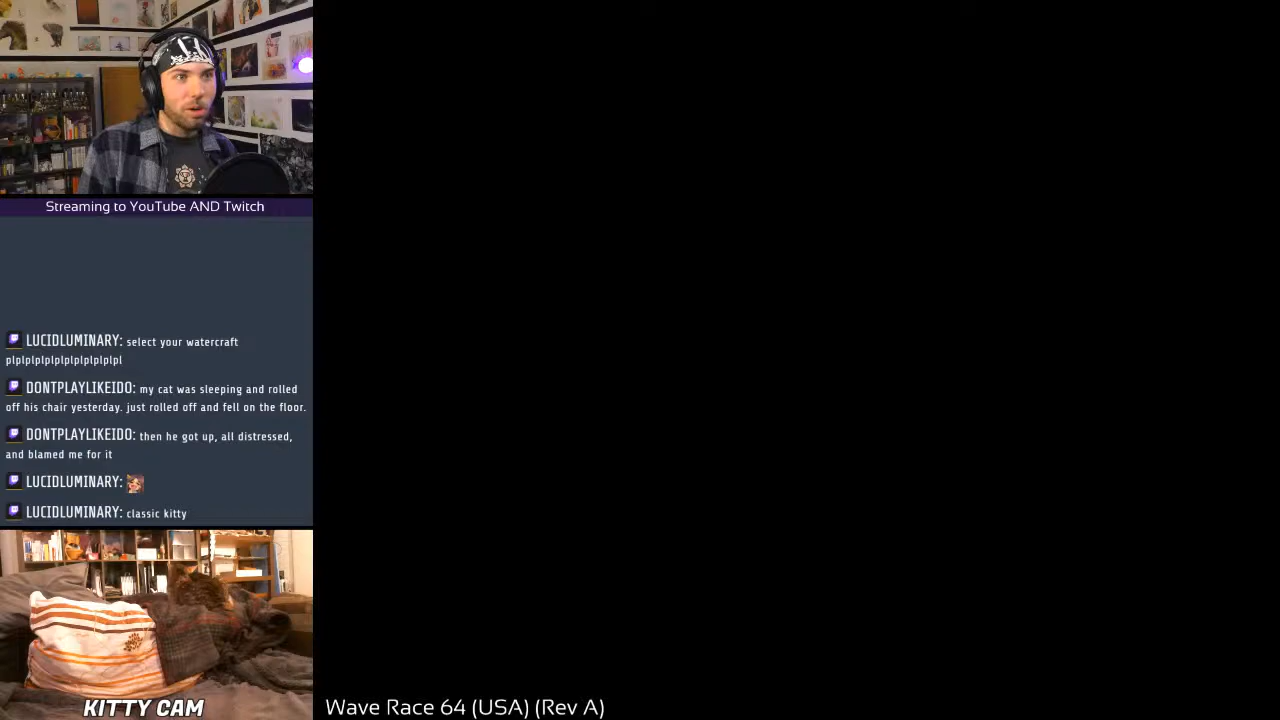 Streaming to YouTube AND Twitch
LUCIDLUMINARY: select your watercraft
plplplplplplplplplplpl
DONTPLAYLIKEIDO: my cat was sleeping and rolled
off his chair yesterday. just rolled off and fell on the floor.
DONTPLAYLIKEIDO: then he got up, all distressed,
and blamed me for it
LUCIDLUMINARY:
LUCIDLUMINARY: classic kitty
KITTY CAM
Wave Race 64 (USA) (Rev A)